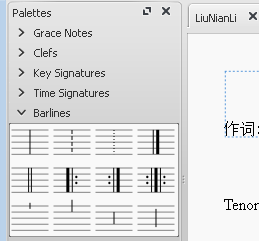 Palettes
Grace Notes
Clefs
Key Signatures
Time Signatures
Barlines
LiuNianLi
作词:
Tenor